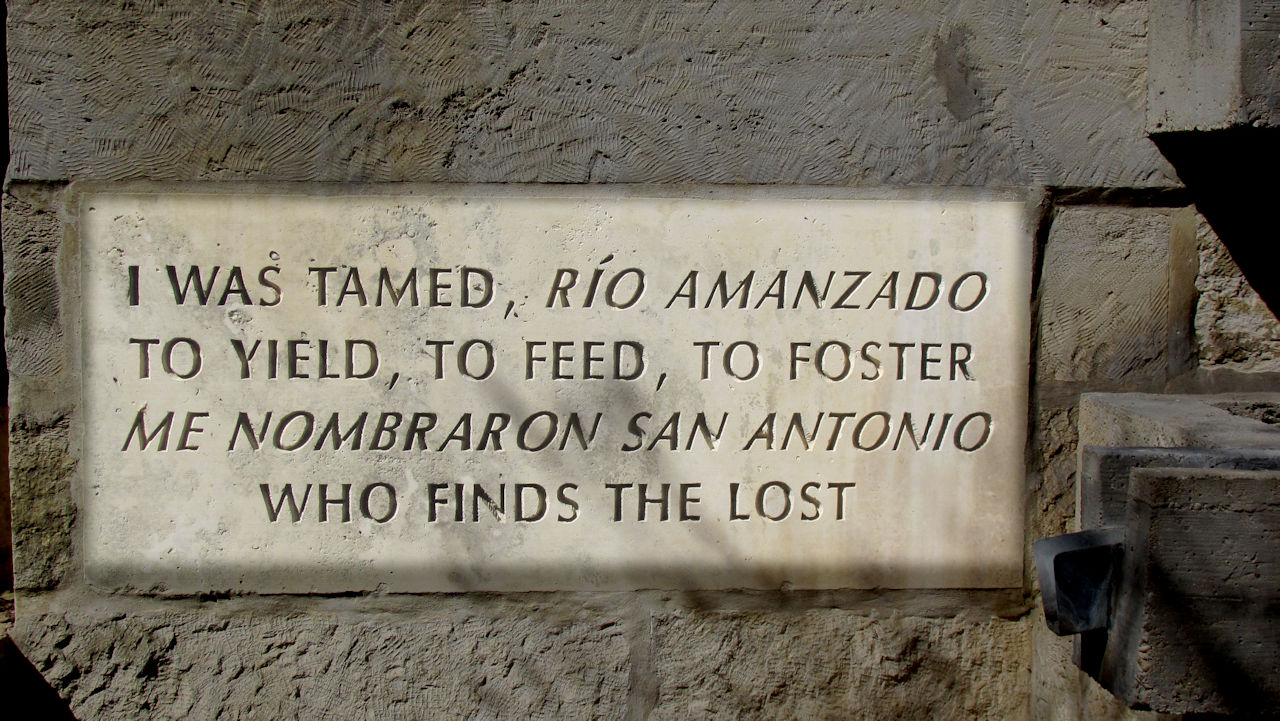 I WAS TAMED, RÍO AMANZADO
TO YIELD, TO FEED, TO FOSTER
ME NOMBRARON SAN ANTONIO
WHO FINDS THE LOST